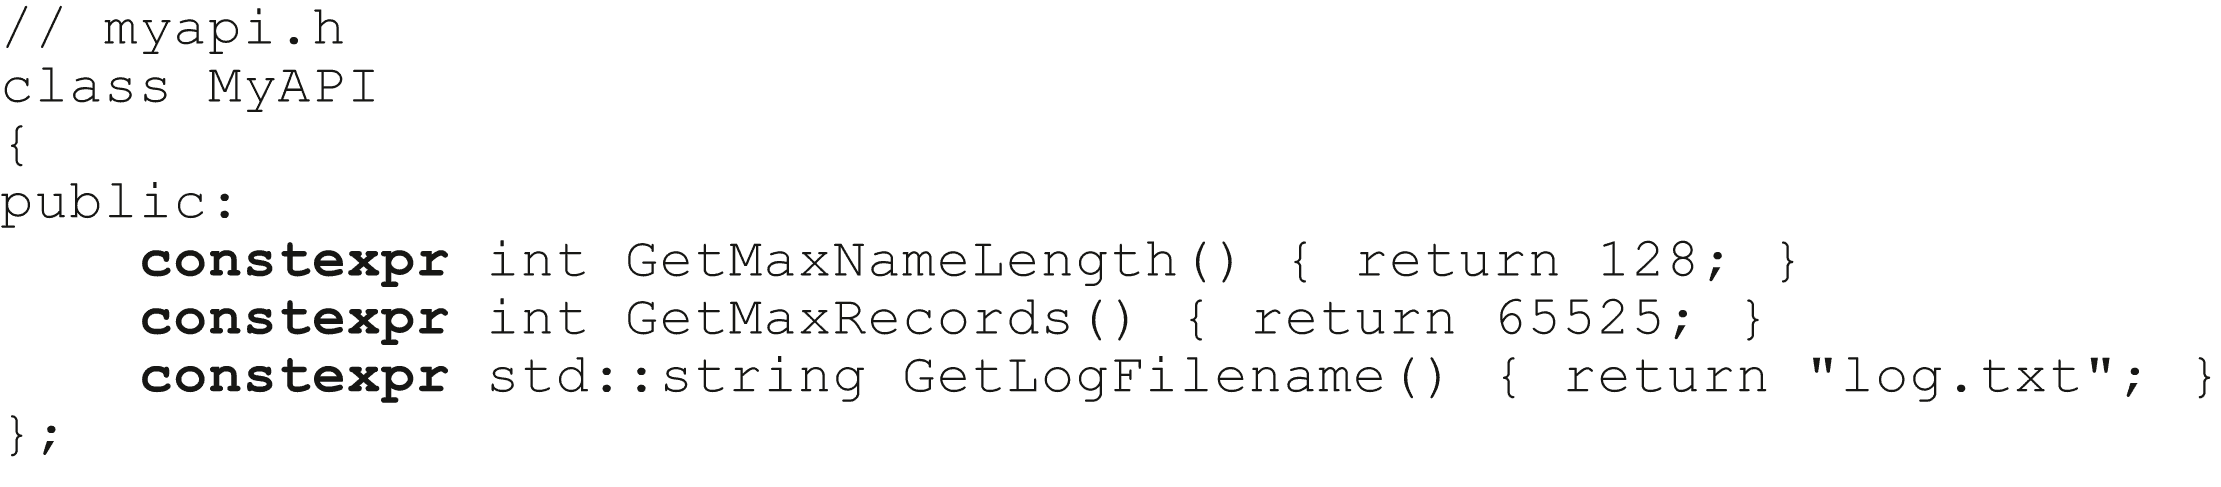 // myapi.h
class MyAPI
{
public:
    constexpr int GetMaxNameLength() { return 128; }
    constexpr int GetMaxRecords() { return 65525; }
    constexpr std::string GetLogFilename() { return "log.txt"; }
};